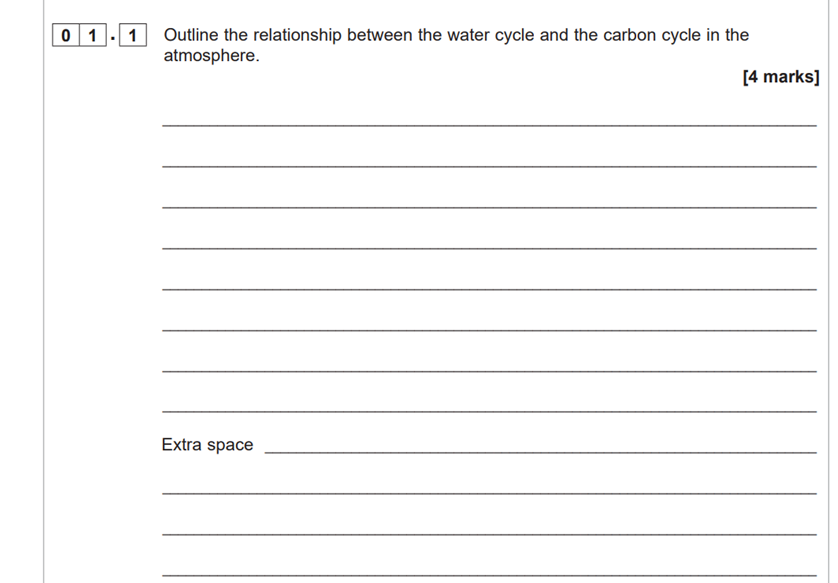 0 1 . 1 Outline the relationship between the water cycle and the carbon cycle in the
atmosphere.
[4 marks]
Extra space